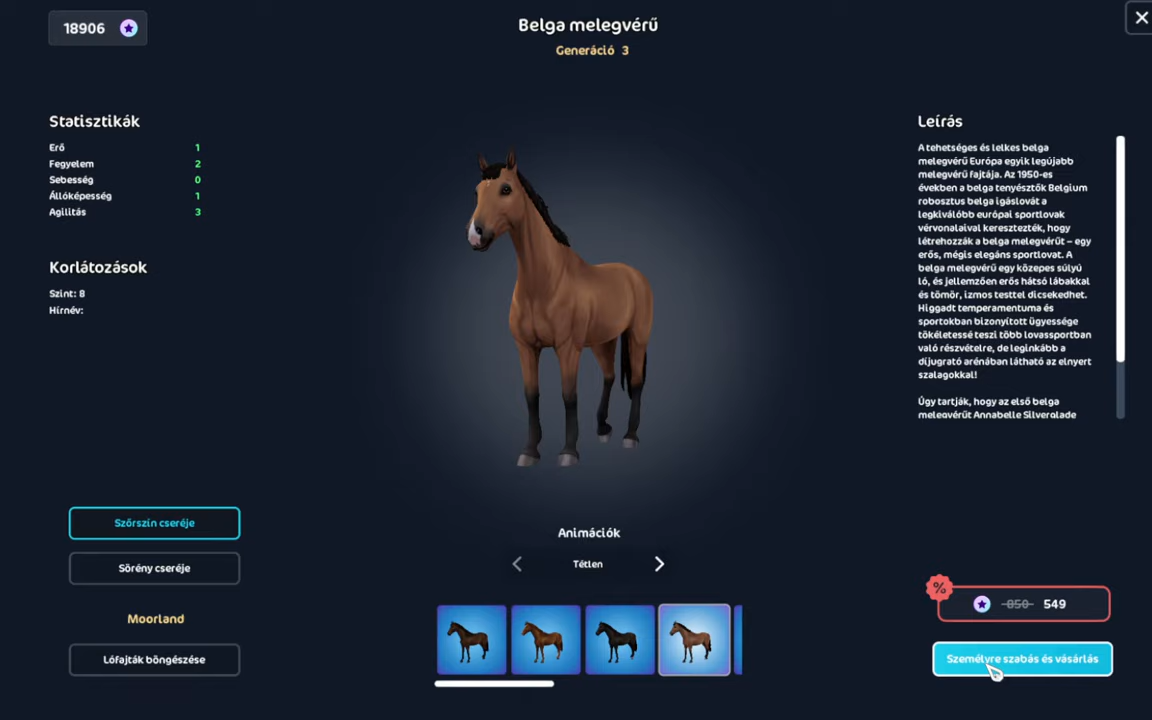 18906
Belga melegvérű
Generáció 3
Statisztikák
Erő 1
Fegyelem 2
Sebesség 0
Állóképesség 1
Agilitás 3
Korlátozások
Szint: 8
Hírnév:
Leírás
A tehetséges és lelkes belga
melegvérű Európa egyik legújabb
melegvérű fajtája. Az 1950-es
években a belga tenyésztők Belgium
robosztus belga igáslovát a
legkiválóbb európai sportlovak
vérvonalaival keresztezték, hogy
létrehozzák a belga melegvérűt – egy
erős, mégis elegáns sportlovat. A
belga melegvérű egy közepes súlyú
ló, és jellemzően erős hátsó lábakkal
és tömör, izmos testtel dicsekedhet.
Higgadt temperamentuma és
sportokban bizonyított ügyessége
tökéletessé teszi több lovassportban
való részvételre, de leginkább a
díjugrató arénában látható az elnyert
szalagokkal!
Úgy tartják, hogy az első belga
melegvérűt Annabelle Silverglade
Szőrszín cseréje
Sörény cseréje
Moorland
Lófajták böngészése
Animációk
Tétlen
%
850 549
Személyre szabás és vásárlás